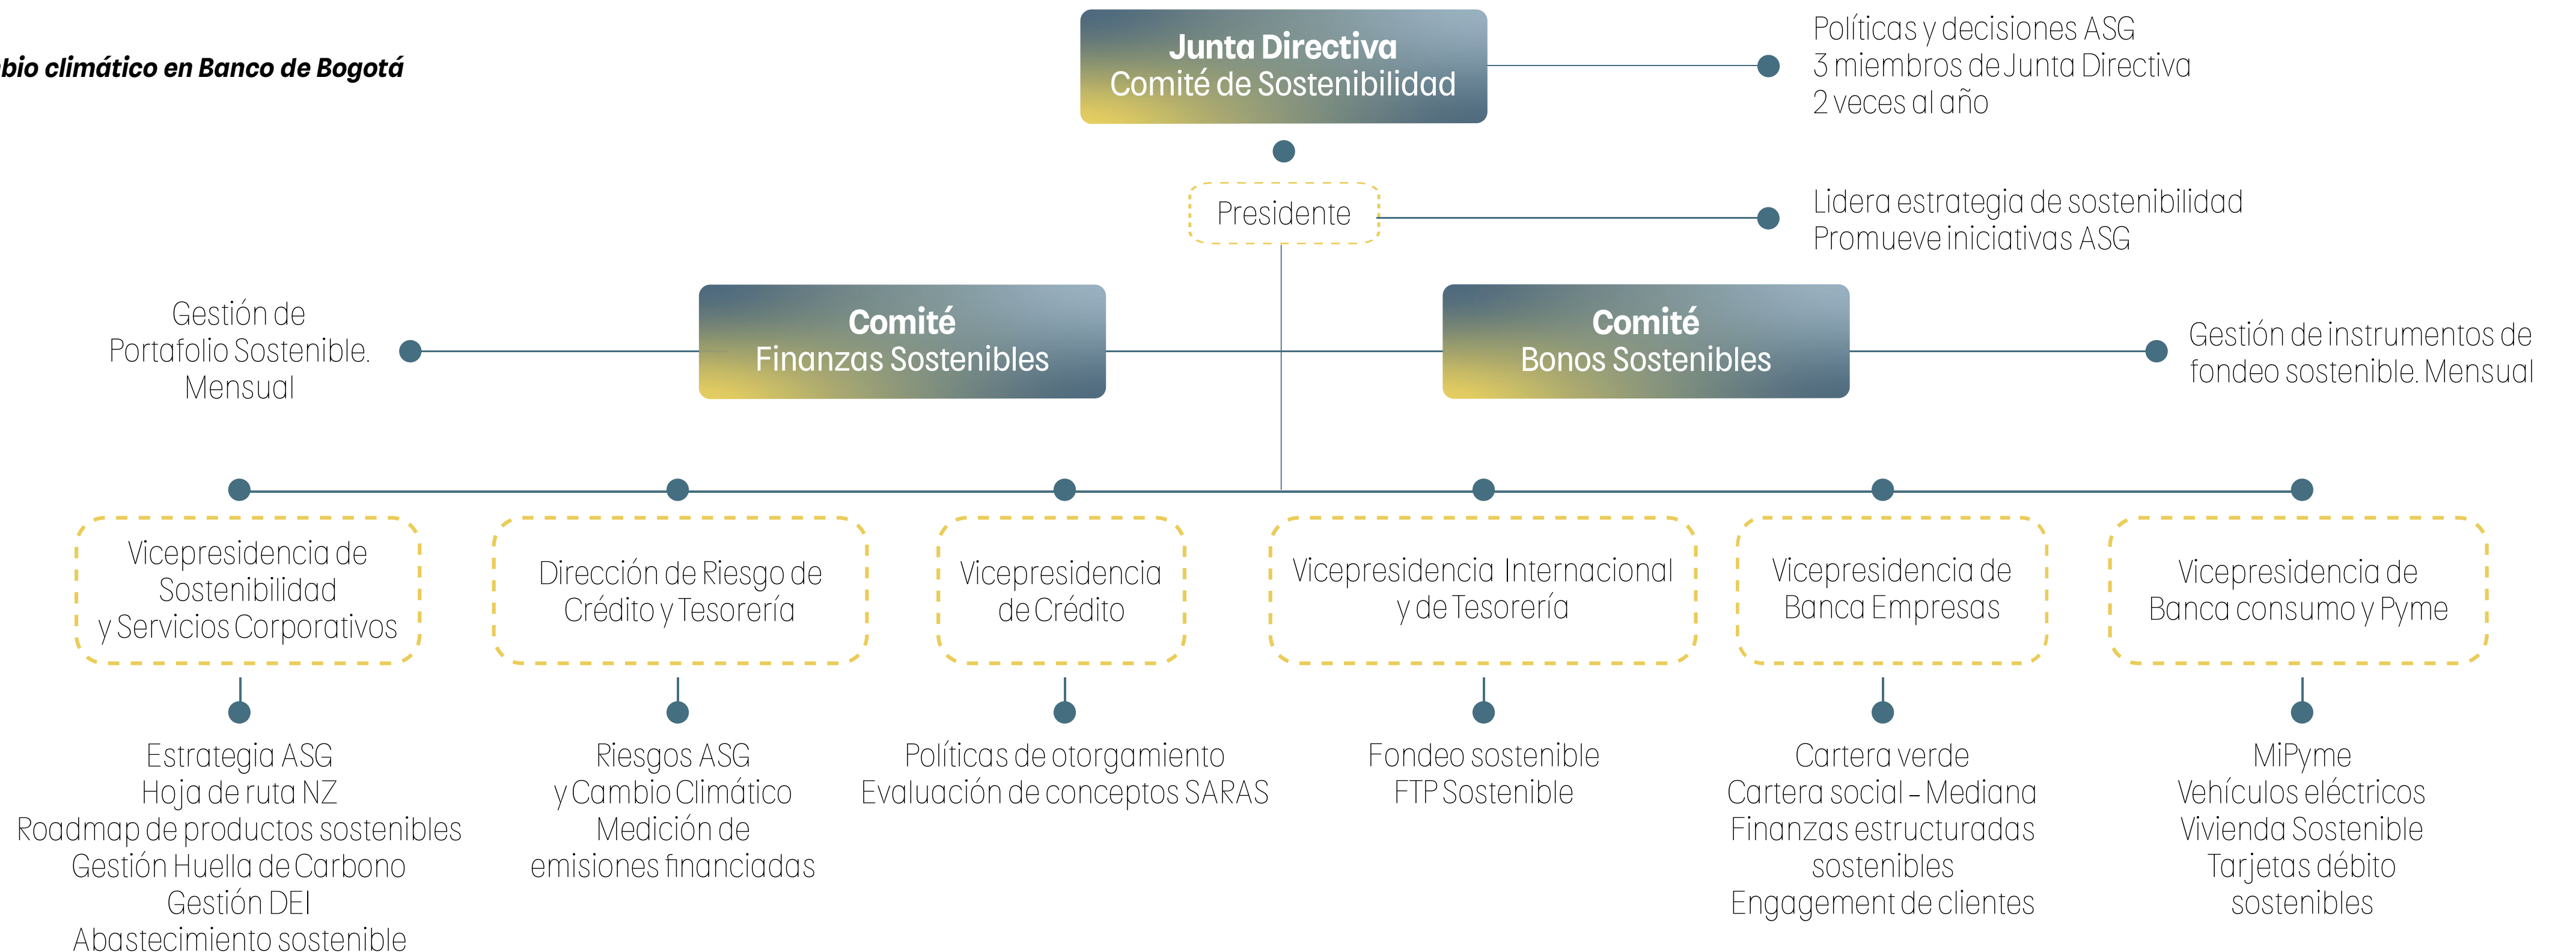 bio climático en Banco de Bogotá
Junta Directiva
Comité de Sostenibilidad
Políticas y decisiones ASG
3 miembros de Junta Directiva
2 veces al año
Presidente
Lidera estrategia de sostenibilidad
Promueve iniciativas ASG
Gestión de
Portafolio Sostenible.
Mensual
Comité
Finanzas Sostenibles
Comité
Bonos Sostenibles
Gestión de instrumentos de
fondeo sostenible. Mensual
Vicepresidencia de
Sostenibilidad
y Servicios Corporativos
Dirección de Riesgo de
Crédito y Tesorería
Vicepresidencia
de Crédito
Vicepresidencia Internacional
y de Tesorería
Vicepresidencia de
Banca Empresas
Vicepresidencia de
Banca consumo y Pyme
Estrategia ASG
Hoja de ruta NZ
Roadmap de productos sostenibles
Gestión Huella de Carbono
Gestión DEI
Abastecimiento sostenible
Riesgos ASG
y Cambio Climático
Medición de
emisiones financiadas
Políticas de otorgamiento
Evaluación de conceptos SARAS
Fondeo sostenible
FTP Sostenible
Cartera verde
Cartera social – Mediana
Finanzas estructuradas
sostenibles
Engagement de clientes
MiPyme
Vehículos eléctricos
Vivienda Sostenible
Tarjetas débito
sostenibles